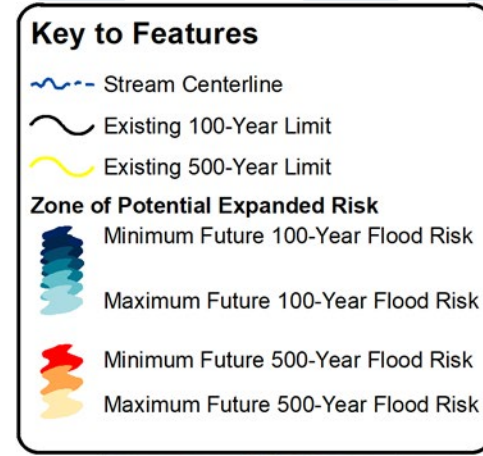 Key to Features
Stream Centerline
Existing 100-Year Limit
Existing 500-Year Limit
Zone of Potential Expanded Risk
Minimum Future 100-Year Flood Risk
Maximum Future 100-Year Flood Risk
Minimum Future 500-Year Flood Risk
Maximum Future 500-Year Flood Risk